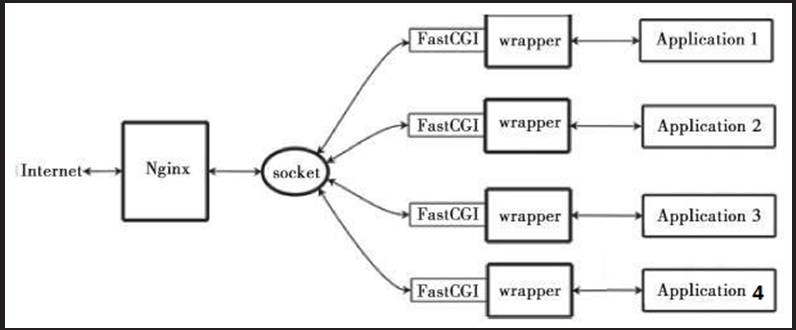 FastCGI wrapper Application 1
FastCGI wrapper Application 2
Internet Nginx socket
FastCGI wrapper Application 3
FastCGI wrapper Application 4